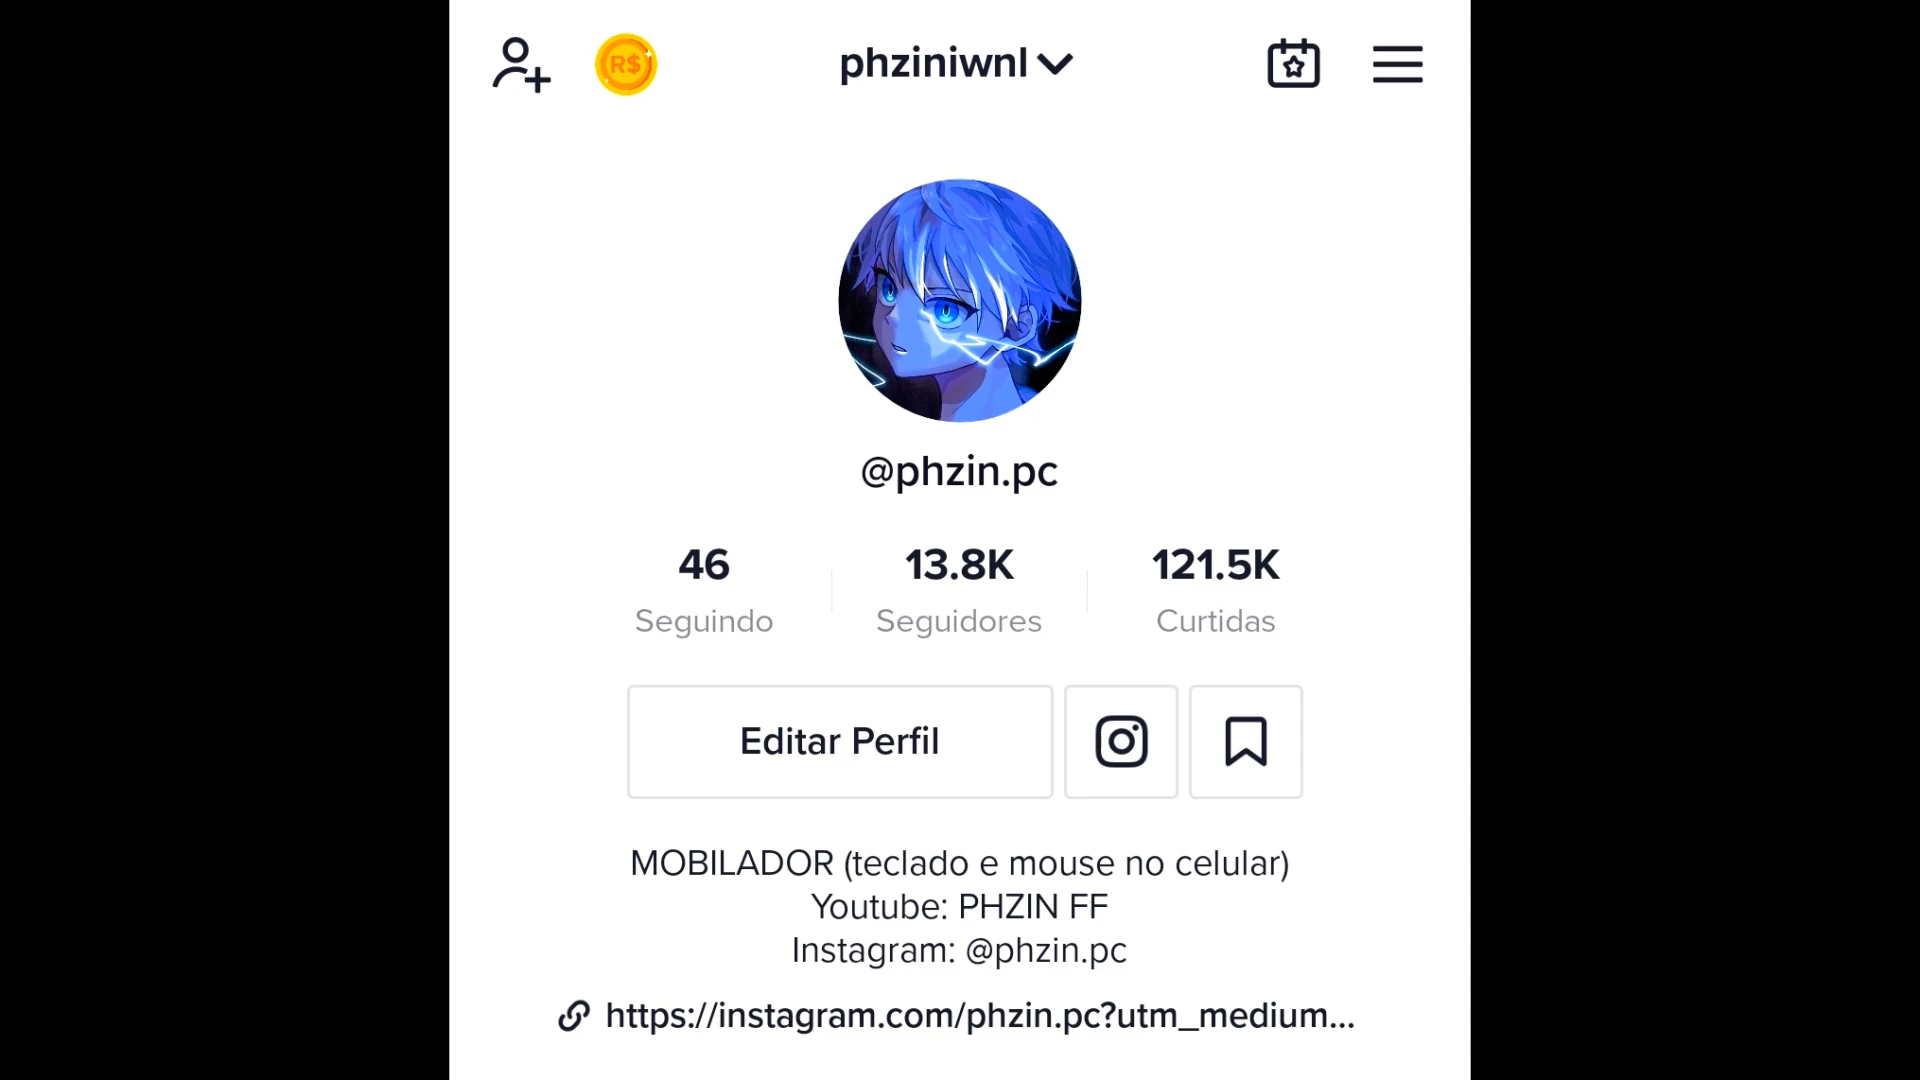 R$
phziniwnl
@phzin.pc
46
13.8K
121.5K
Seguindo
Seguidores
Curtidas
Editar Perfil
MOBILADOR (teclado e mouse no celular)
Youtube: PHZIN FF
Instagram: @phzin.pc
https://instagram.com/phzin.pc?utm_medium...